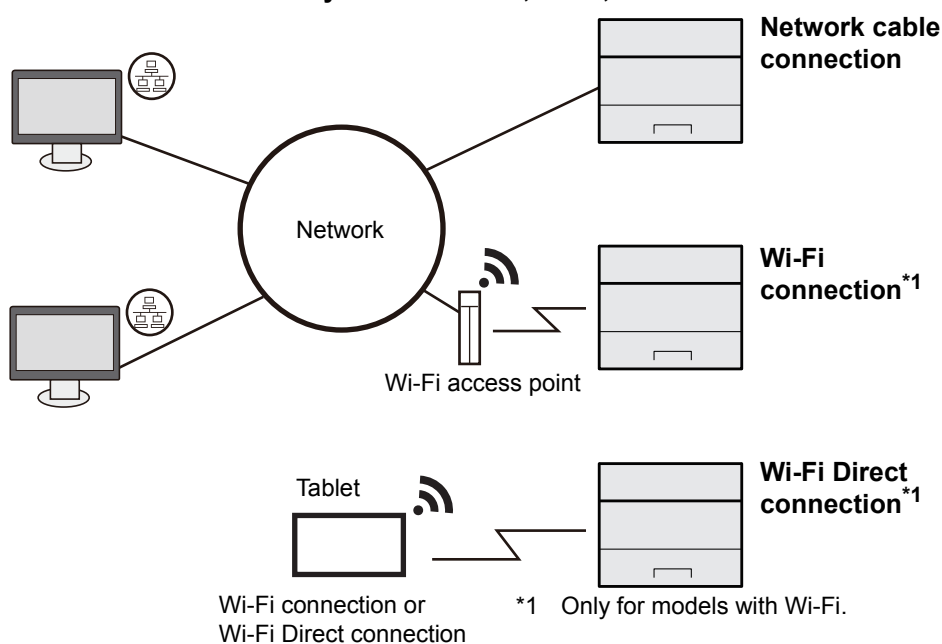 Network cable
connection
Network
Wi-Fi
connection*1
Wi-Fi access point
Wi-Fi Direct
connection*1
Tablet
Wi-Fi connection or
Wi-Fi Direct connection
*1 Only for models with Wi-Fi.